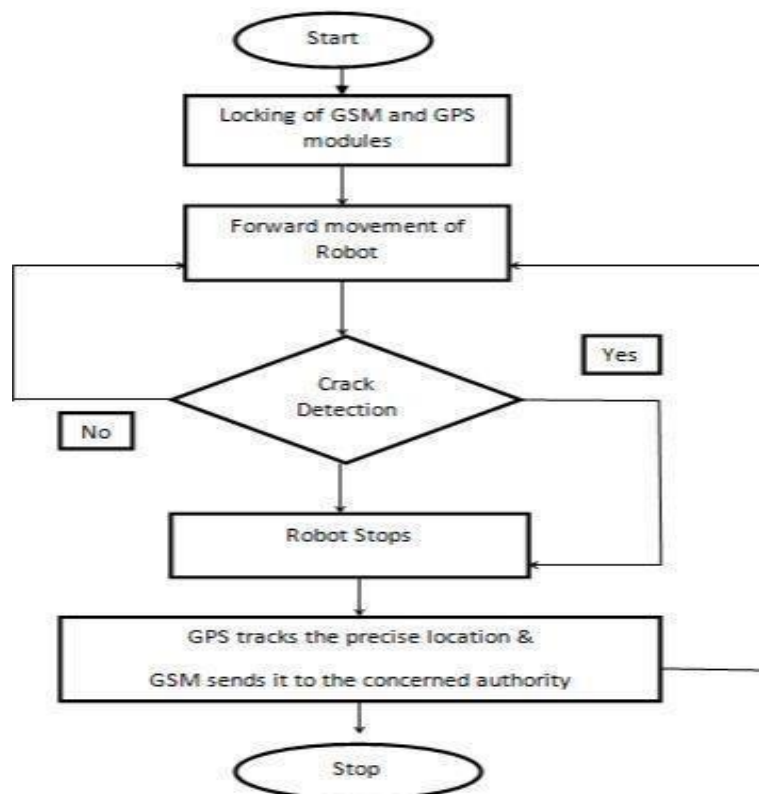 Start
Locking of GSM and GPS
modules
Forward movement of
Robot
Yes
Crack
Detection
No
Robot Stops
GPS tracks the precise location &
GSM sends it to the concerned authority
Stop